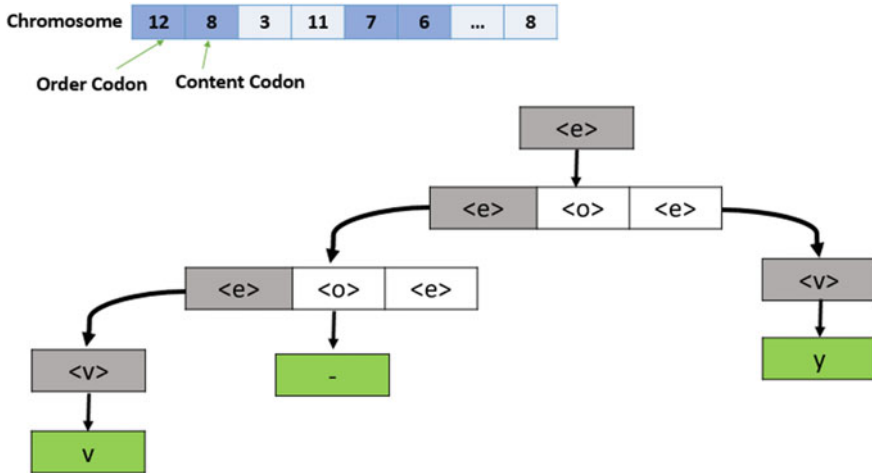 Chromosome 12 8 3 11 7 6 ... 8
Order Codon Content Codon
<e>
<e> <o> <e>
<e> <o> <e> <v>
<v> - y
v